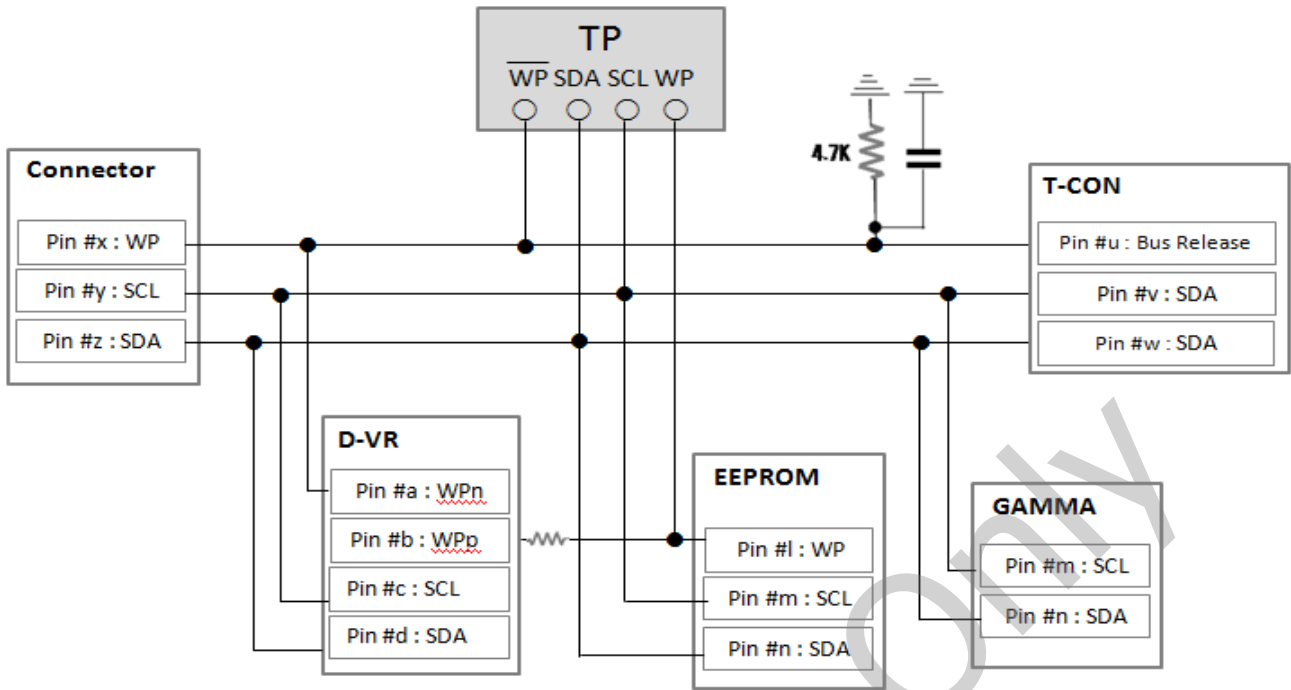 TP
WP SDA SCL WP
4.7K
Connector
Pin #x : WP
Pin #y : SCL
Pin #z : SDA
T-CON
Pin #u : Bus Release
Pin #v : SDA
Pin #w : SDA
D-VR
Pin #a : WPn
Pin #b : WPp
Pin #c : SCL
Pin #d : SDA
EEPROM
Pin #l : WP
Pin #m : SCL
Pin #n : SDA
GAMMA
Pin #m : SCL
Pin #n : SDA
Only